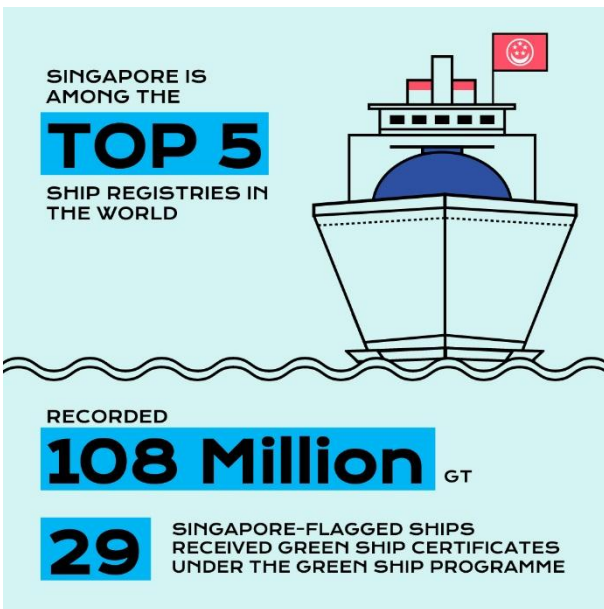 SINGAPORE IS
AMONG THE
TOP 5
SHIP REGISTRIES IN
THE WORLD
RECORDED
108 Million GT
29
SINGAPORE-FLAGGED SHIPS
RECEIVED GREEN SHIP CERTIFICATES
UNDER THE GREEN SHIP PROGRAMME